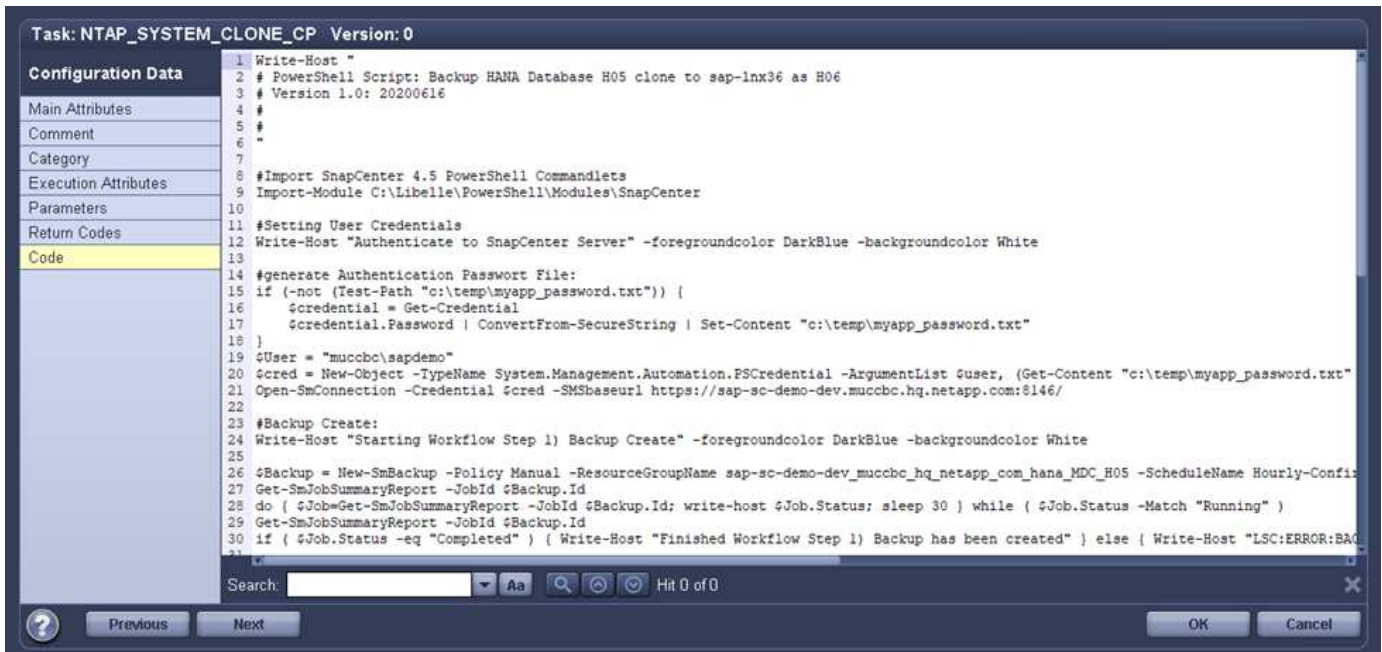 Task: NTAP_SYSTEM_CLONE_CP Version: 0
Configuration Data
Main Attributes
Comment
Category
Execution Attributes
Parameters
Return Codes
Code
1 Write-Host "
2 # PowerShell Script: Backup HANA Database H05 clone to sap-lnx36 as H06
3 # Version 1.0: 20200616
4 #
5 #
6 "
7
8 #Import SnapCenter 4.5 PowerShell Commandlets
9 Import-Module C:\Libelle\PowerShell\Modules\SnapCenter
10
11 #Setting User Credentials
12 Write-Host "Authenticate to SnapCenter Server" -foregroundcolor DarkBlue -backgroundcolor White
13
14 #generate Authentication Passwort File:
15 if (-not (Test-Path "c:\temp\myapp_password.txt")) {
16 $credential = Get-Credential
17 $credential.Password | ConvertFrom-SecureString | Set-Content "c:\temp\myapp_password.txt"
18 }
19 $User = "muccbc\sapdemo"
20 $cred = New-Object -TypeName System.Management.Automation.PSCredential -ArgumentList $user, (Get-Content "c:\temp\myapp_password.txt"
21 Open-SmConnection -Credential $cred -SMSbaseurl https://sap-sc-demo-dev.muccbc.hq.netapp.com:8146/
22
23 #Backup Create:
24 Write-Host "Starting Workflow Step 1) Backup Create" -foregroundcolor DarkBlue -backgroundcolor White
25
26 $Backup = New-SmBackup -Policy Manual -ResourceGroupName sap-sc-demo-dev_muccbc_hq_netapp_com_hana_MDC_H05 -ScheduleName
27 Get-SmJobSummaryReport -JobId $Backup.Id
28 do { $Job=Get-SmJobSummaryReport -JobId $Backup.Id; write-host $Job.Status; sleep 30 } while ( $Job.Status -Match "Running" )
29 Get-SmJobSummaryReport -JobId $Backup.Id
30 if ( $Job.Status -eq "Completed" ) { Write-Host "Finished Workflow Step 1) Backup has been created" } else { Write-Host
Search: Aa Hit 0 of 0
? Previous Next OK Cancel